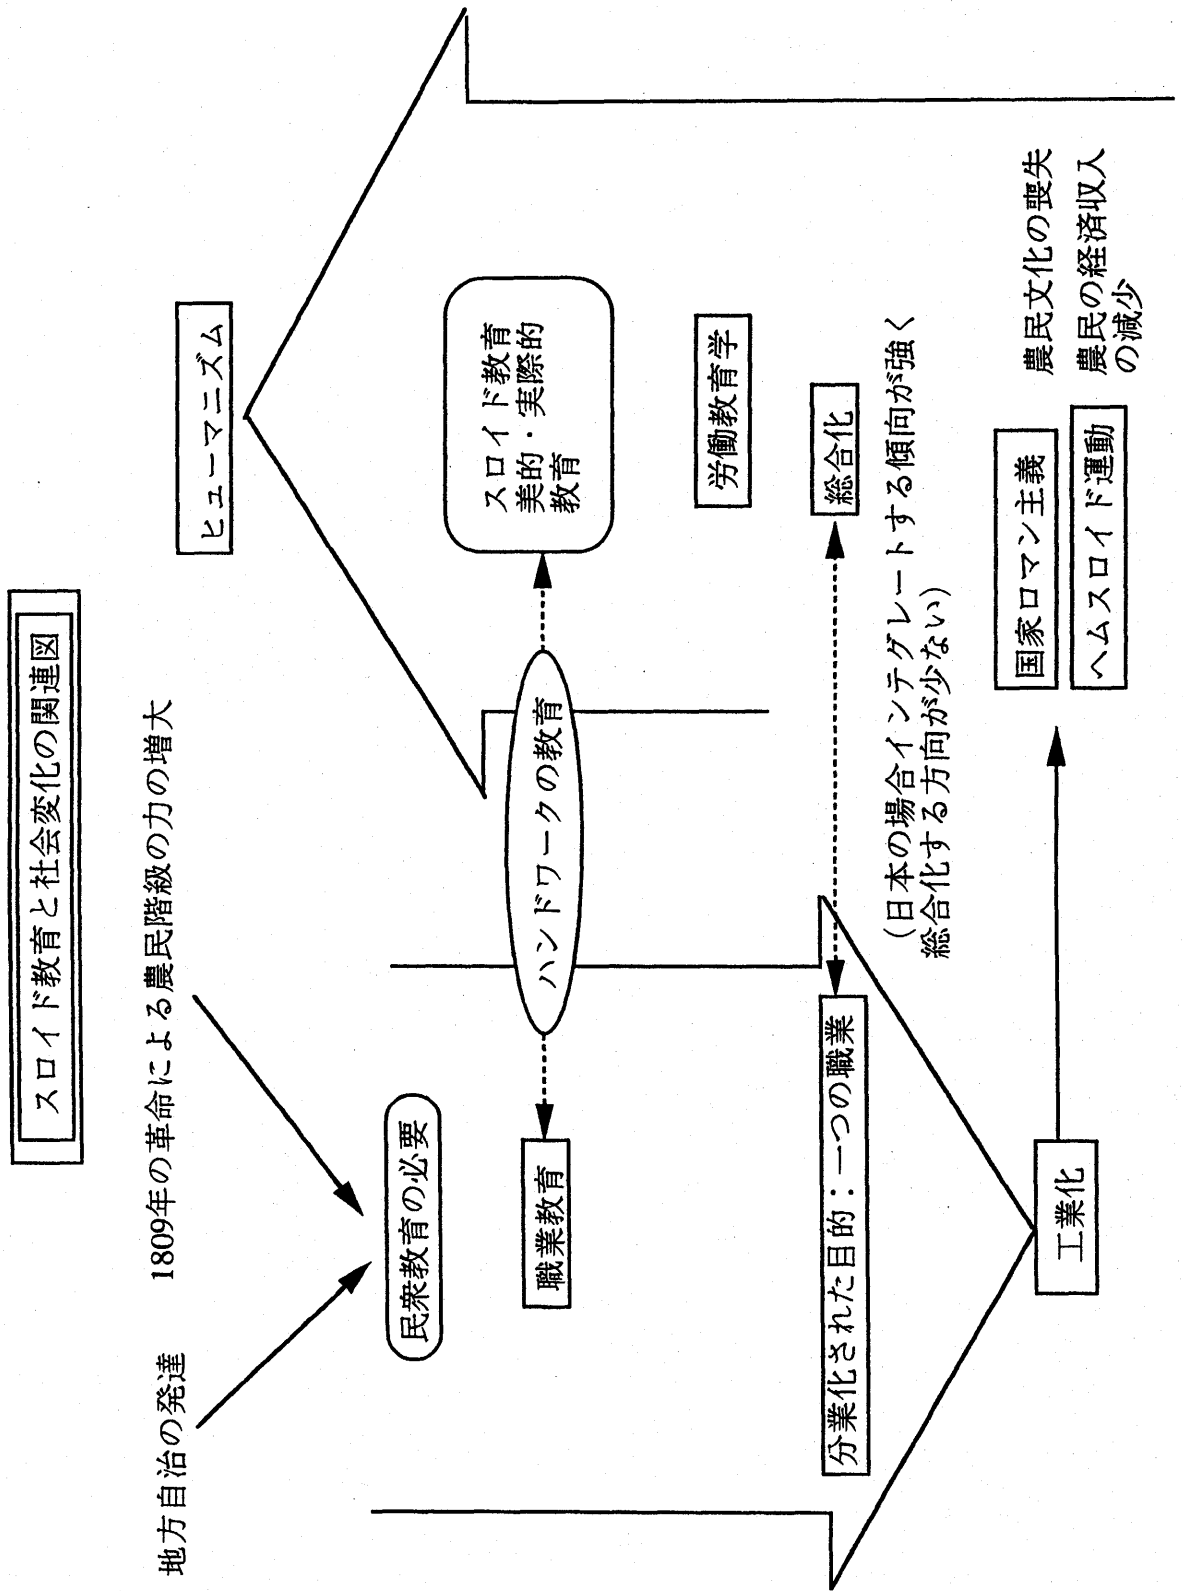 スロイド教育と社会変化の関連図
地方自治の発達
1809年の革命による農民階級の力の増大
ヒューマニズム
民衆教育の必要
職業教育
ハンドワークの教育
スロイド教育
美的・実際的
教育
労働教育学
分業化された目的：一つの職業
総合化
(日本の場合インテグレートする傾向が強く
総合化する方向が少ない)
工業化
国家ロマン主義
ヘムスロイド運動
農民文化の喪失
農民の経済収入
の減少